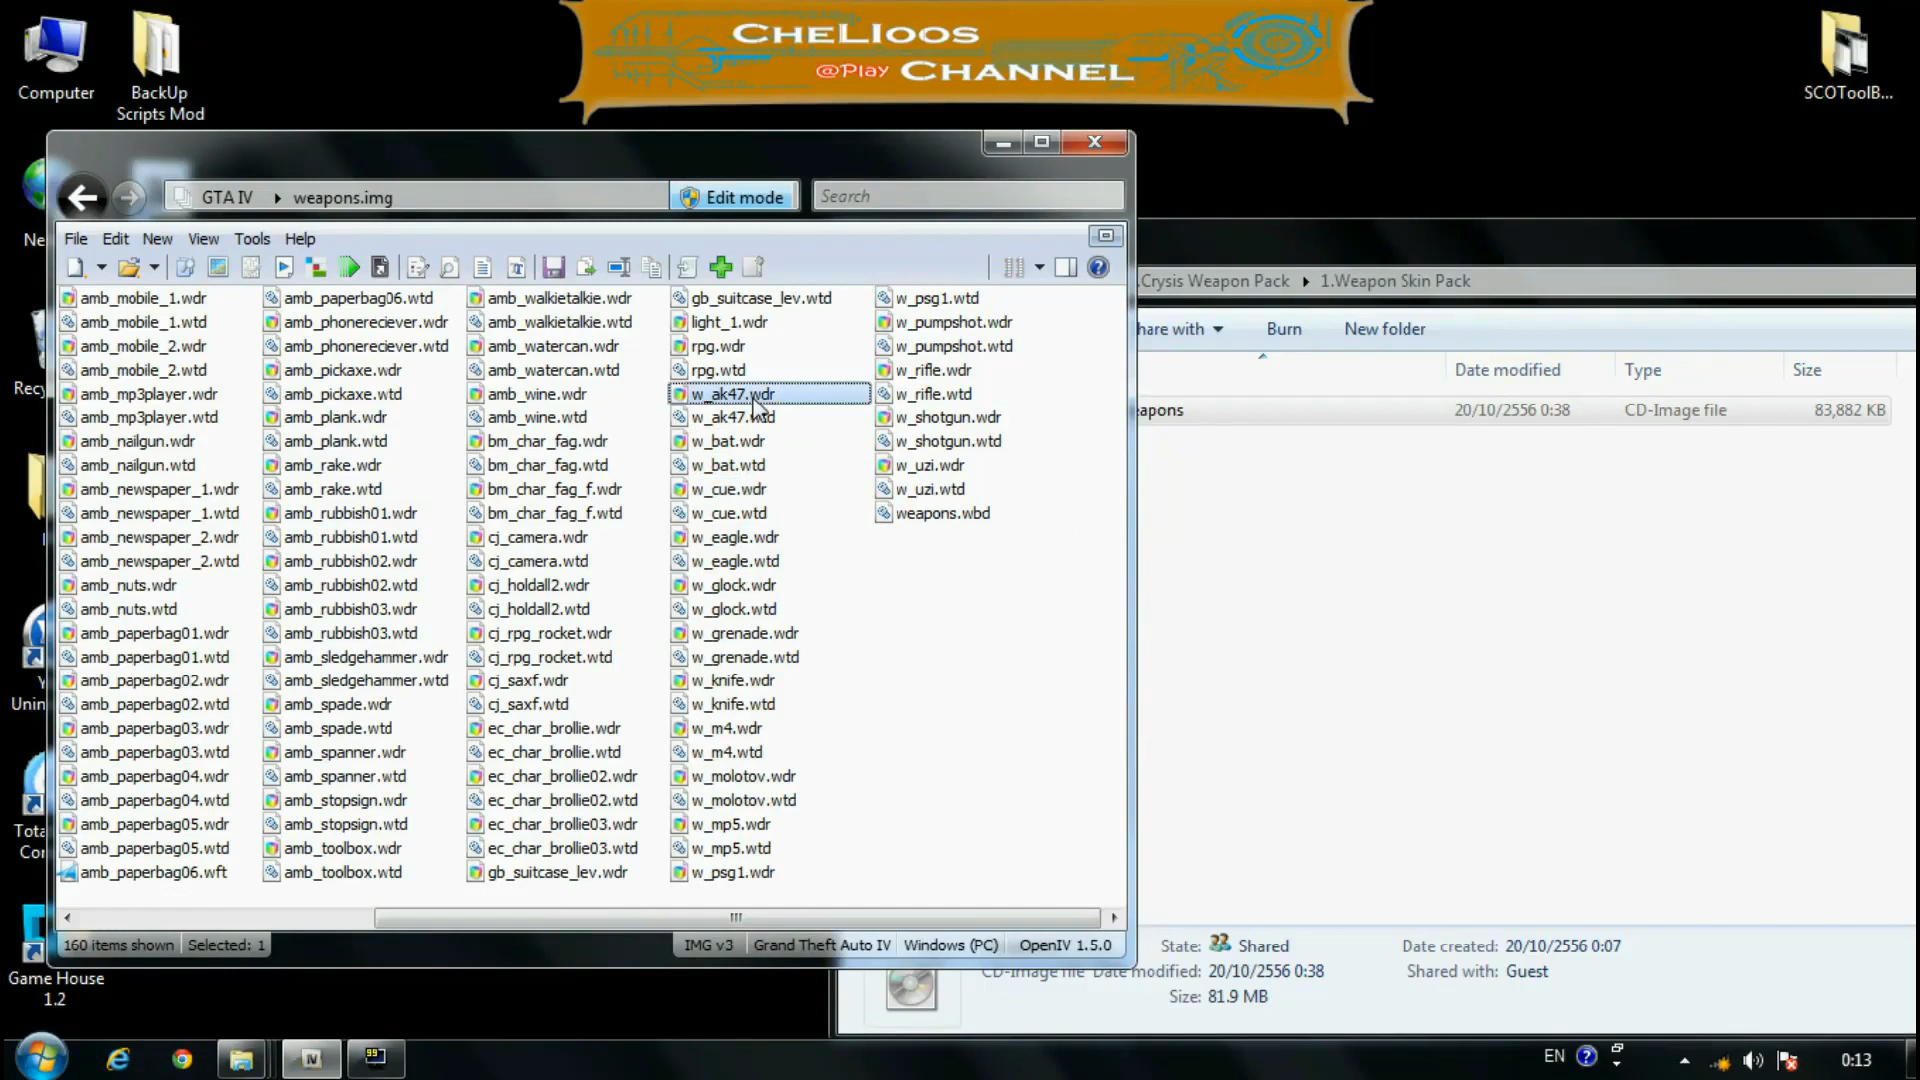 CheLioos
@Play Channel
Computer
BackUp
Scripts Mod
SCOToolB...
GTA IV
weapons.img
Edit mode
Search
File Edit New View Tools Help
amb_mobile_1.wdr
amb_mobile_1.wtd
amb_mobile_2.wdr
amb_mobile_2.wtd
amb_mp3player.wdr
amb_mp3player.wtd
amb_nailgun.wdr
amb_nailgun.wtd
amb_newspaper_1.wdr
amb_newspaper_1.wtd
amb_newspaper_2.wdr
amb_newspaper_2.wtd
amb_nuts.wdr
amb_nuts.wtd
amb_paperbag01.wdr
amb_paperbag01.wtd
amb_paperbag02.wdr
amb_paperbag02.wtd
amb_paperbag03.wdr
amb_paperbag03.wtd
amb_paperbag04.wdr
amb_paperbag04.wtd
amb_paperbag05.wdr
amb_paperbag05.wtd
amb_paperbag06.wft
amb_paperbag06.wtd
amb_phonereciever.wdr
amb_phonereciever.wtd
amb_pickaxe.wdr
amb_pickaxe.wtd
amb_plank.wdr
amb_plank.wtd
amb_rake.wdr
amb_rake.wtd
amb_rubbish01.wdr
amb_rubbish01.wtd
amb_rubbish02.wdr
amb_rubbish02.wtd
amb_rubbish03.wdr
amb_rubbish03.wtd
amb_sledgehammer.wdr
amb_sledgehammer.wtd
amb_spade.wdr
amb_spade.wtd
amb_spanner.wdr
amb_spanner.wtd
amb_stopsign.wdr
amb_stopsign.wtd
amb_toolbox.wdr
amb_toolbox.wtd
amb_walkietalkie.wdr
amb_walkietalkie.wtd
amb_watercan.wdr
amb_watercan.wtd
amb_wine.wdr
amb_wine.wtd
bm_char_fag.wdr
bm_char_fag.wtd
bm_char_fag_f.wdr
bm_char_fag_f.wtd
cj_camera.wdr
cj_camera.wtd
cj_holdall2.wdr
cj_holdall2.wtd
cj_rpg_rocket.wdr
cj_rpg_rocket.wtd
cj_saxf.wdr
cj_saxf.wtd
ec_char_brollie.wdr
ec_char_brollie.wtd
ec_char_brollie02.wdr
ec_char_brollie02.wtd
ec_char_brollie03.wdr
ec_char_brollie03.wtd
gb_suitcase_lev.wdr
gb_suitcase_lev.wtd
light_1.wdr
rpg.wdr
rpg.wtd
w_ak47.wdr
w_ak47.wtd
w_bat.wdr
w_bat.wtd
w_cue.wdr
w_cue.wtd
w_eagle.wdr
w_eagle.wtd
w_glock.wdr
w_glock.wtd
w_grenade.wdr
w_grenade.wtd
w_knife.wdr
w_knife.wtd
w_m4.wdr
w_m4.wtd
w_molotov.wdr
w_molotov.wtd
w_mp5.wdr
w_mp5.wtd
w_psg1.wdr
w_psg1.wtd
w_pumpshot.wdr
w_pumpshot.wtd
w_rifle.wdr
w_rifle.wtd
w_shotgun.wdr
w_shotgun.wtd
w_uzi.wdr
w_uzi.wtd
weapons.wbd
160 items shown
Selected: 1
IMG v3
Grand Theft Auto IV
Windows (PC)
OpenIV 1.5.0
.Crysis Weapon Pack
1.Weapon Skin Pack
hare with Burn New folder
Date modified Type Size
eapons 20/10/2556 0:38 CD-Image file 83,882 KB
State: Shared Date created: 20/10/2556 0:07
CD-Image file Date modified: 20/10/2556 0:38 Shared with: Guest
Size: 81.9 MB
Ne
Recy
Y
Unin
Tota
Co
Game House
1.2
IV
99
EN
0:13